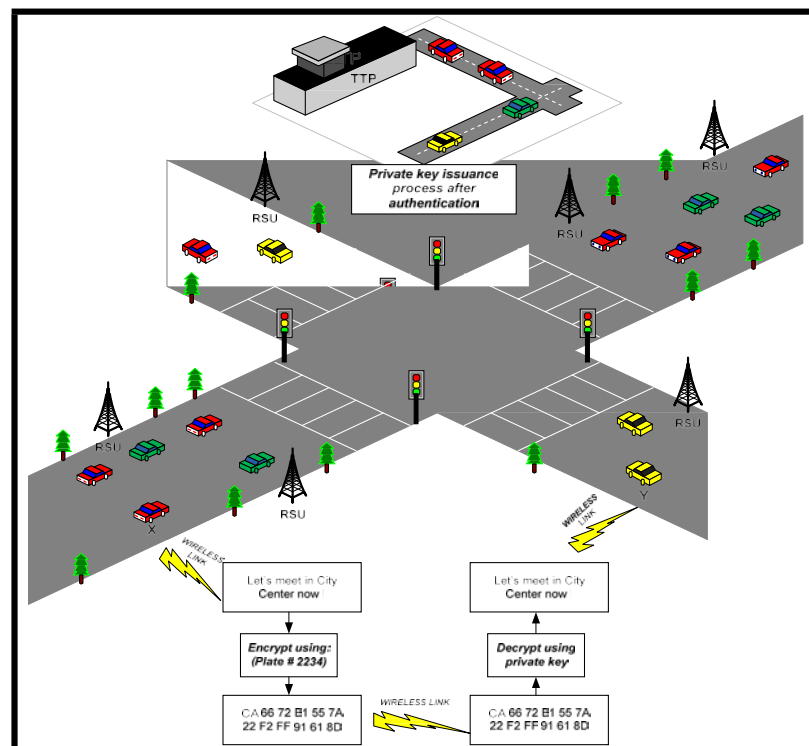 P
TTP
Private key issuance
process after
authentication
RSU
RSU
RSU
RSU
RSU
RSU
X
Y
WIRELESS
LINK
WIRELESS
LINK
Let's meet in City
Center now
Let's meet in City
Center now
Encrypt using:
(Plate # 2234)
Decrypt using
private key
WIRELESS LINK
CA 66 72 B1 55 7A
22 F2 FF 91 61 8D
CA 66 72 B1 55 7A
22 F2 FF 91 61 8D